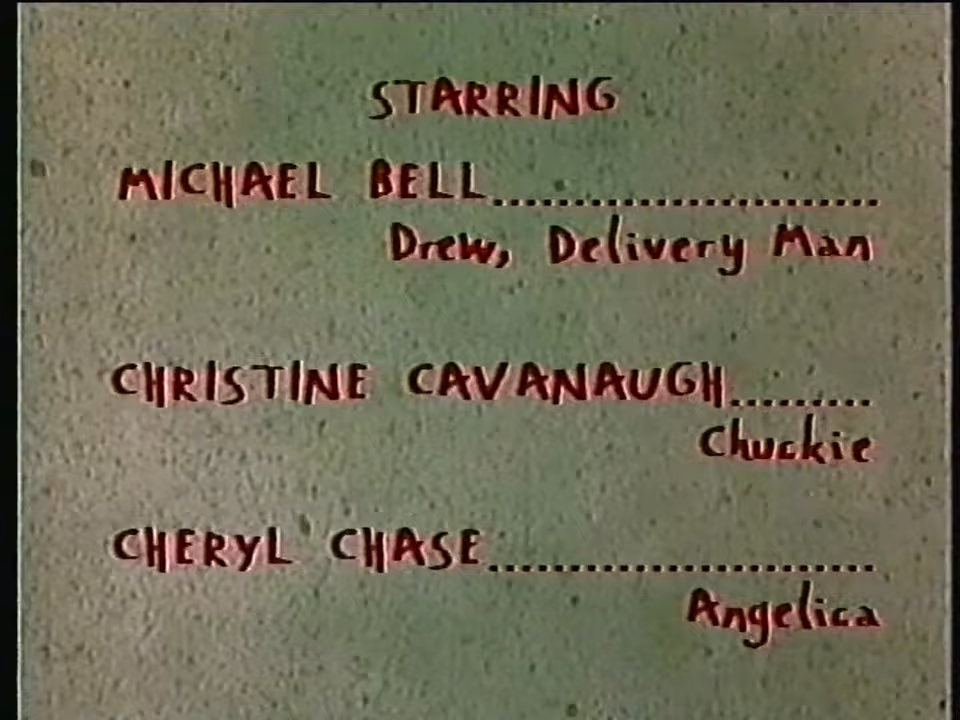 STARRING
MICHAEL BELL.......................
Drew, Delivery Man
CHRISTINE CAVANAUGH.........
Chuckie
CHERYL CHASE.......................
Angelica